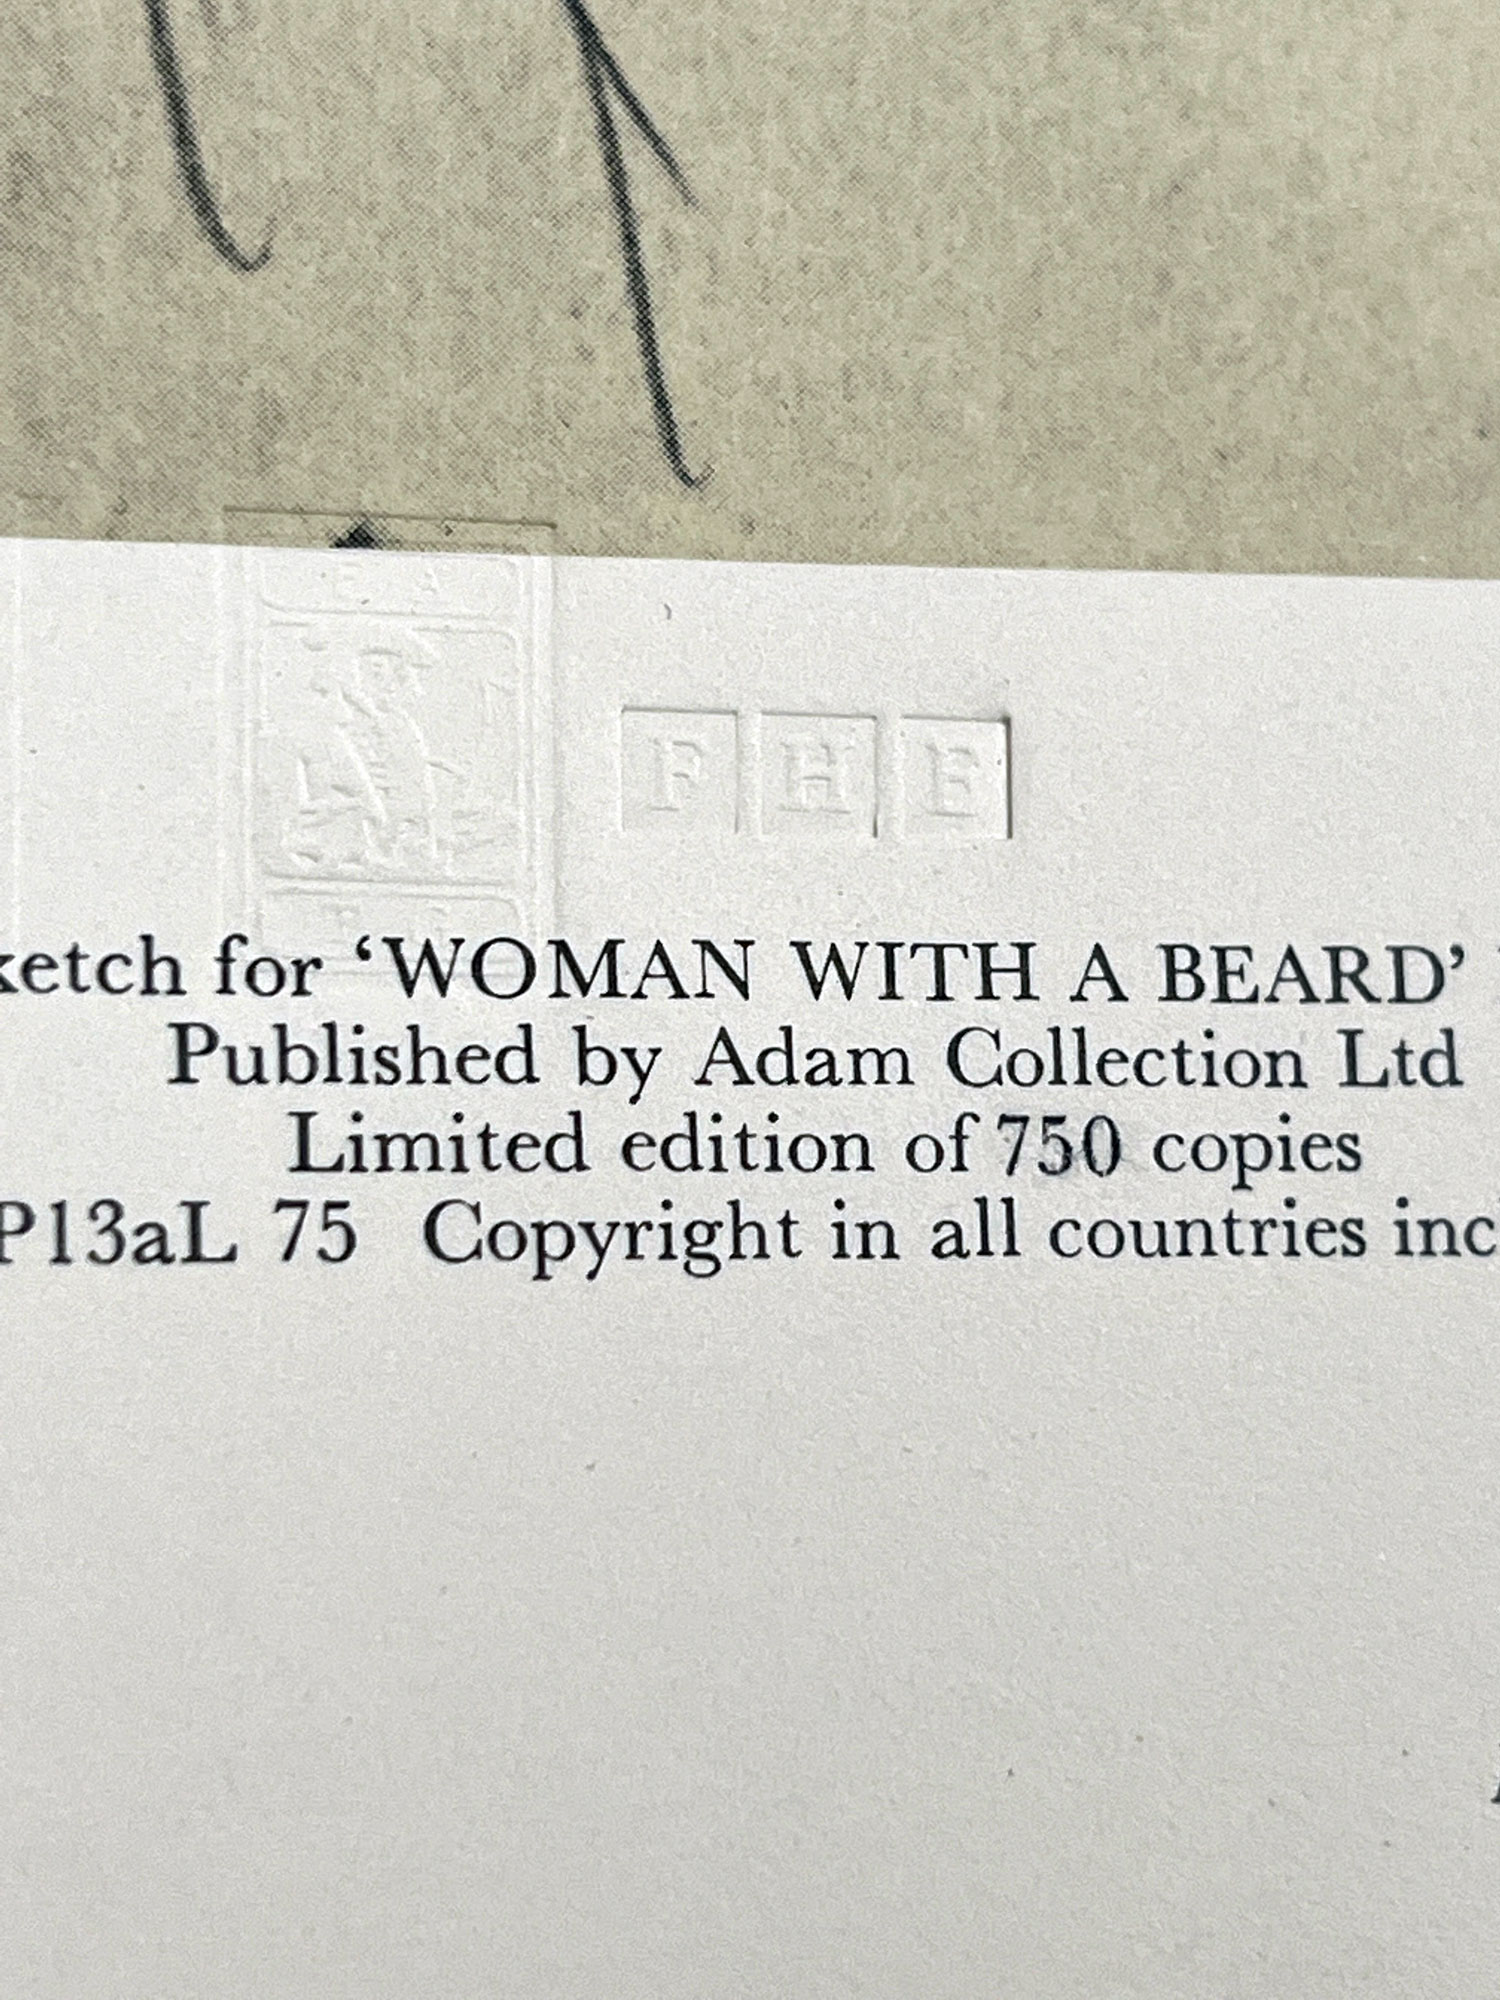 F H E
ketch for ‘WOMAN WITH A BEARD’
Published by Adam Collection Ltd
Limited edition of 750 copies
P13aL 75 Copyright in all countries inc